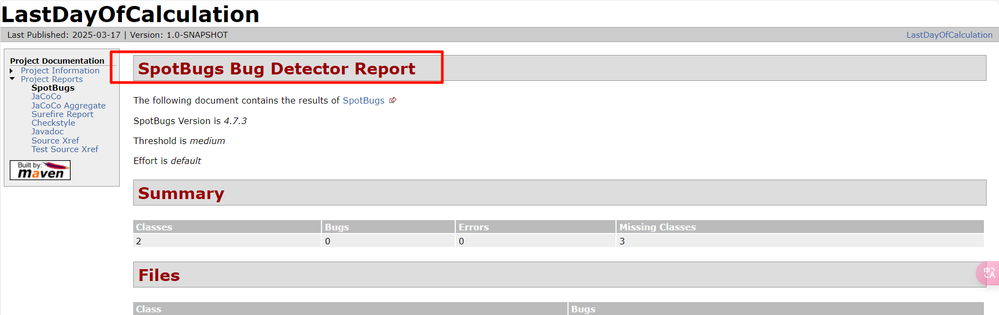 LastDayOfCalculation
Last Published: 2025-03-17 | Version: 1.0-SNAPSHOT
LastDayOfCalculation
Project Documentation
Project Information
Project Reports
SpotBugs
JaCoCo
JaCoCo Aggregate
Surefire Report
Checkstyle
Javadoc
Source Xref
Test Source Xref
Built by:
maven
SpotBugs Bug Detector Report
The following document contains the results of SpotBugs
SpotBugs Version is 4.7.3
Threshold is medium
Effort is default
Summary
Classes Bugs Errors Missing Classes
2 0 0 3
Files
Class Bugs